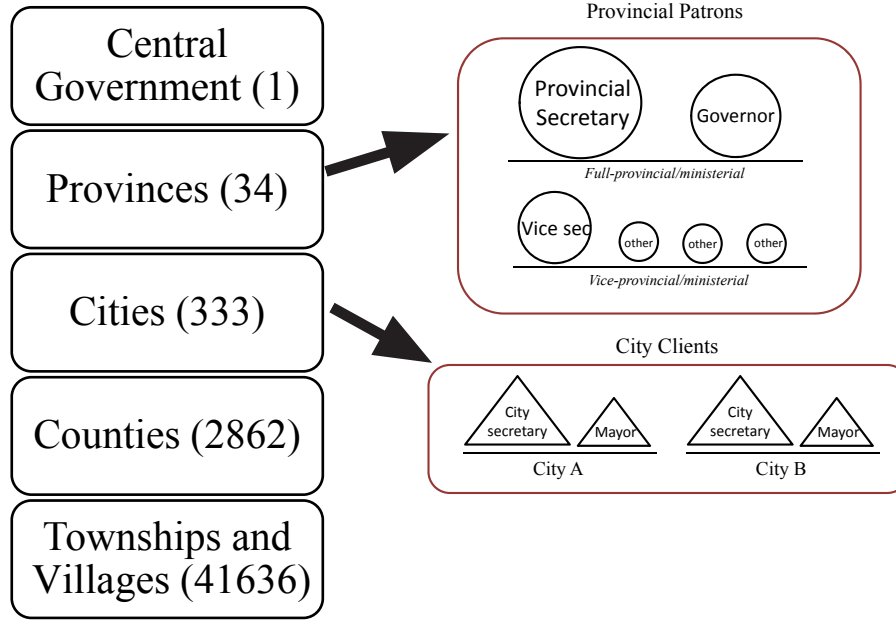 Central
Government (1)
Provinces (34)
Cities (333)
Counties (2862)
Townships and
Villages (41636)
Provincial Patrons
Provincial
Secretary
Governor
Full-provincial/ministerial
Vice sec
other
other
other
Vice-provincial/ministerial
City Clients
City
secretary
Mayor
City
secretary
Mayor
City A
City B